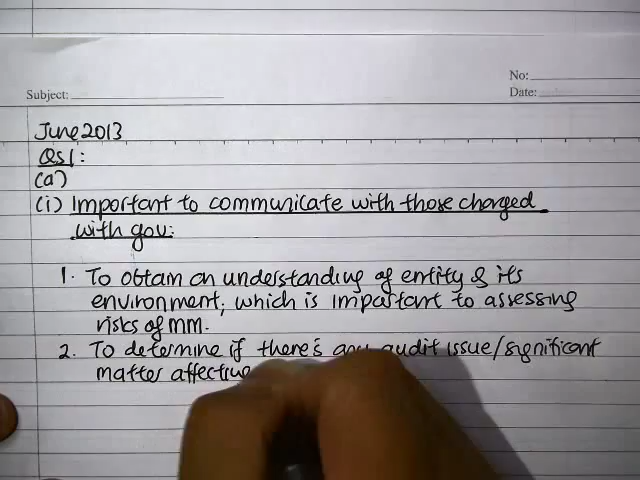 No:
Subject:
Date:
June 2013
Qs1:
(a)
(i) Important to communicate with those charged
with gov:
1. To obtain an understanding of entity & its
environment, which is important to assessing
risks of MM.
2. To determine if there's any audit issue/significant
matter affecting